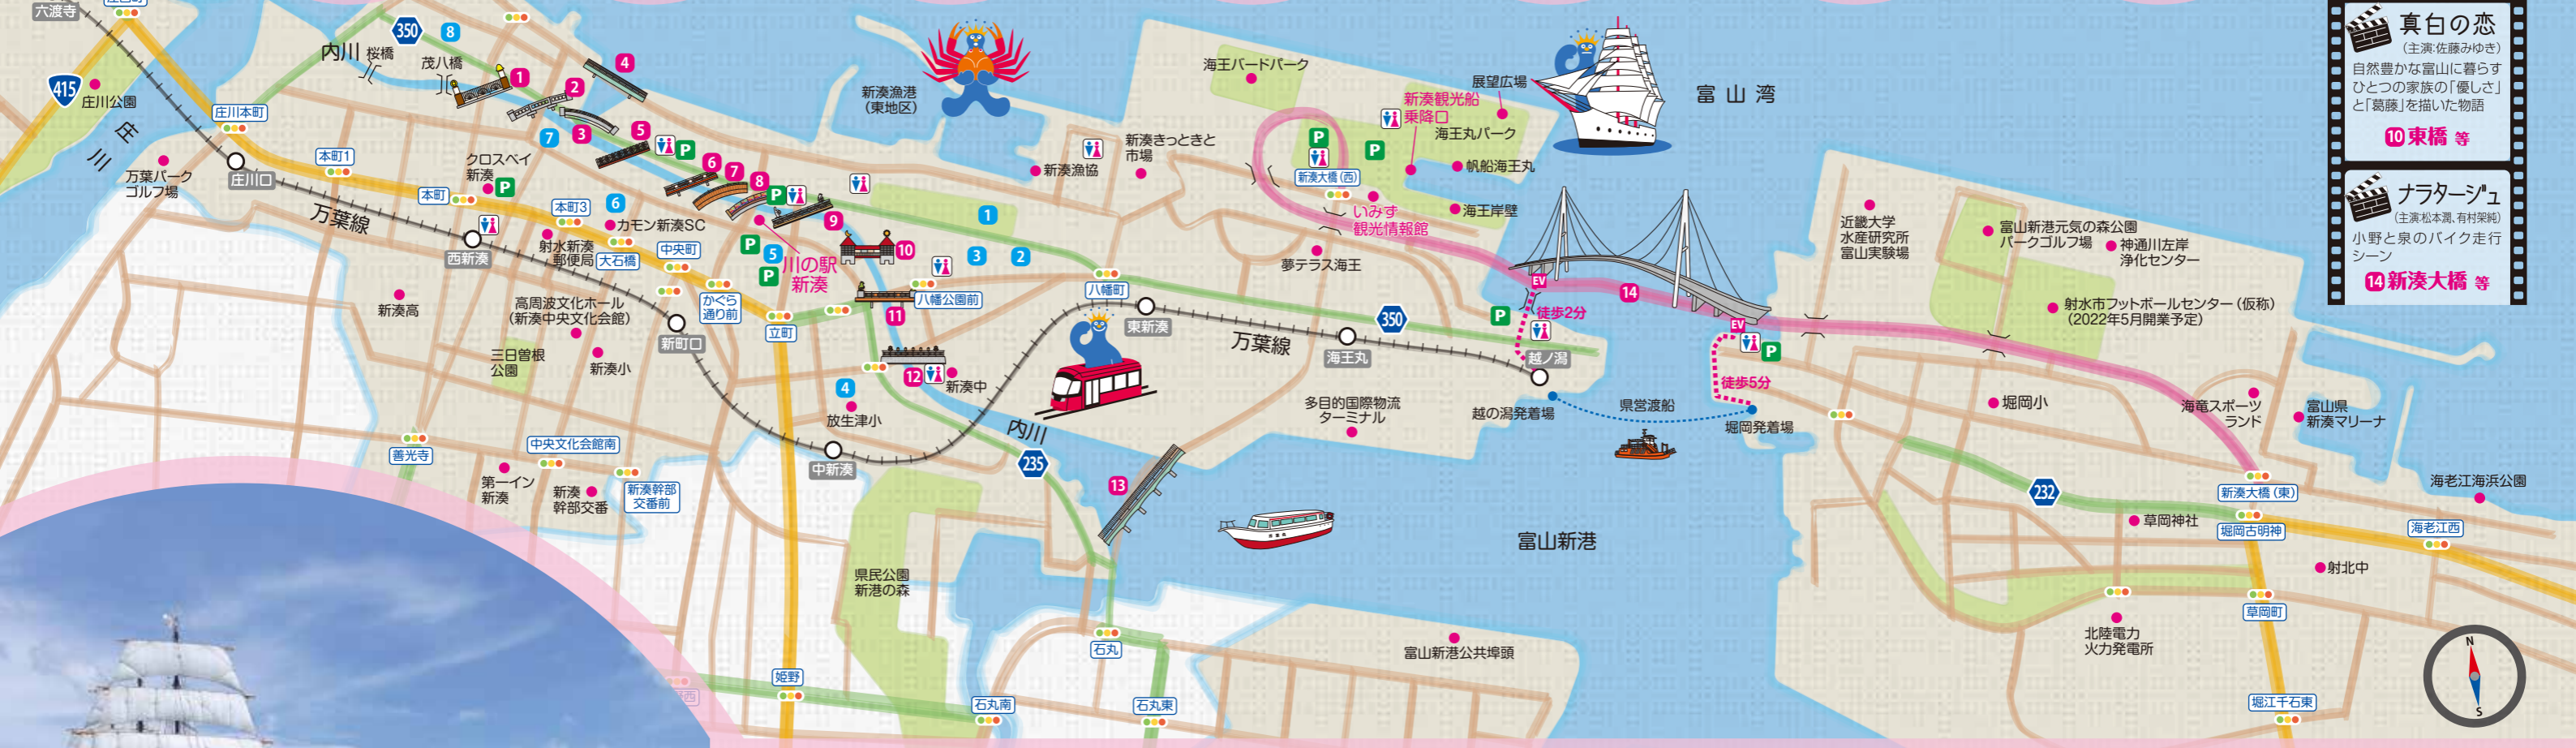 六渡寺
415
庄川公園
庄川
万葉パーク
ゴルフ場
庄川本町
庄川口
350
8
内川
桜橋
茂八橋
1
2
3
4
5
6
7
8
9
10
11
12
13
14
7
本町1
クロスベイ
新湊
P
本町
万葉線
西新湊
本町3
6
カモン新湊SC
射水新湊
郵便局
大石橋
中央町
新湊高
高周波文化ホール
(新湊中央文化会館)
かぐら
通り前
立町
新町口
三日曽根
公園
新湊小
P
P
P
5
P
川の駅
新湊
八幡公園前
1
3
2
新湊中
4
放生津小
中新湊
内川
235
善光寺
中央文化会館南
第一イン
新湊
新湊
幹部交番
新湊幹部
交番前
県民公園
新港の森
姫野
石丸南
石丸
石丸東
新湊漁港
(東地区)
新湊漁協
新湊きっときと
市場
海王バードパーク
展望広場
新湊観光船
乗降口
海王丸パーク
P
P
新湊大橋(西)
帆船海王丸
海王岸壁
いみず
観光情報館
夢テラス海王
富山湾
八幡町
東新湊
万葉線
350
海王丸
P
EV
徒歩2分
越ノ潟
越の潟発着場
県営渡船
EV
P
徒歩5分
堀岡発着場
多目的国際物流
ターミナル
富山新港
富山新港公共埠頭
近畿大学
水産研究所
富山実験場
富山新港元気の森公園
パークゴルフ場
神通川左岸
浄化センター
射水市フットボールセンター(仮称)
(2022年5月開業予定)
堀岡小
海竜スポーツ
ランド
富山県
新湊マリーナ
232
新湊大橋(東)
草岡神社
堀岡古明神
海老江海浜公園
海老江西
射北中
北陸電力
火力発電所
草岡町
堀江千石東
N
S
真白の恋
(主演:佐藤みゆき)
自然豊かな富山に暮らす
ひとつの家族の「優しさ」
と「葛藤」を描いた物語
10東橋 等
ナラタージュ
(主演:松本潤、有村架純)
小野と泉のバイク走行
シーン
14新湊大橋 等